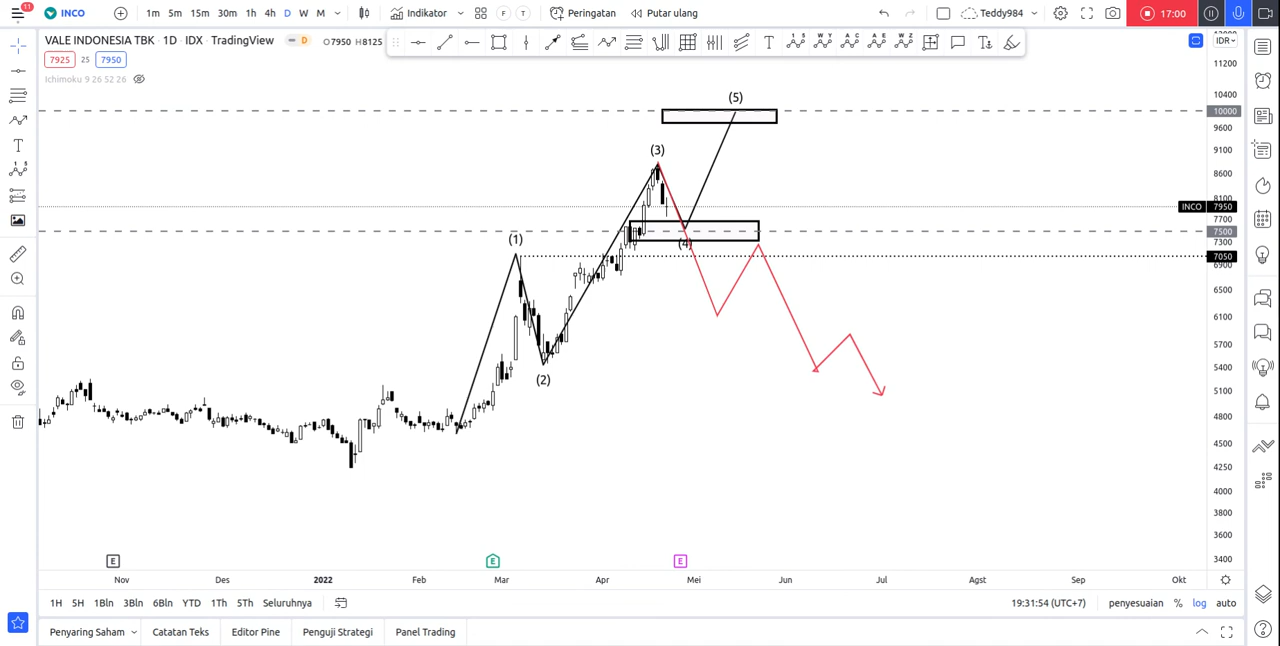 11
INCO
1m 5m 15m 30m 1h 4h D W M
Indikator
F
T
Peringatan
Putar ulang
Teddy984
17:00
VALE INDONESIA TBK · 1D · IDX · TradingView
D
O7950 H8125
IDR
7925 25 7950
Ichimoku 9 26 52 26
11200
10400
10000
9600
9100
8600
8100
INCO 7950
7700
7500
7300
7050
6900
6500
6100
5700
5400
5100
4800
4500
4250
4000
3800
3600
3400
(5)
(3)
(1)
(4)
(2)
E
E
E
Nov Des 2022 Feb Mar Apr Mei Jun Jul Agst Sep Okt
1H 5H 1Bln 3Bln 6Bln YTD 1Th 5Th Seluruhnya
19:31:54 (UTC+7)
penyesuaian % log auto
Penyaring Saham Catatan Teks Editor Pine Penguji Strategi Panel Trading